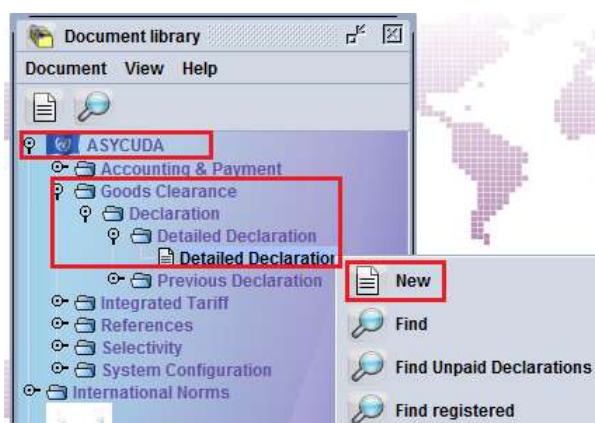 Document library
Document View Help
ASYCUDA
Accounting & Payment
Goods Clearance
Declaration
Detailed Declaration
Detailed Declaration
Previous Declaration
Integrated Tariff
References
Selectivity
System Configuration
International Norms
New
Find
Find Unpaid Declarations
Find registered